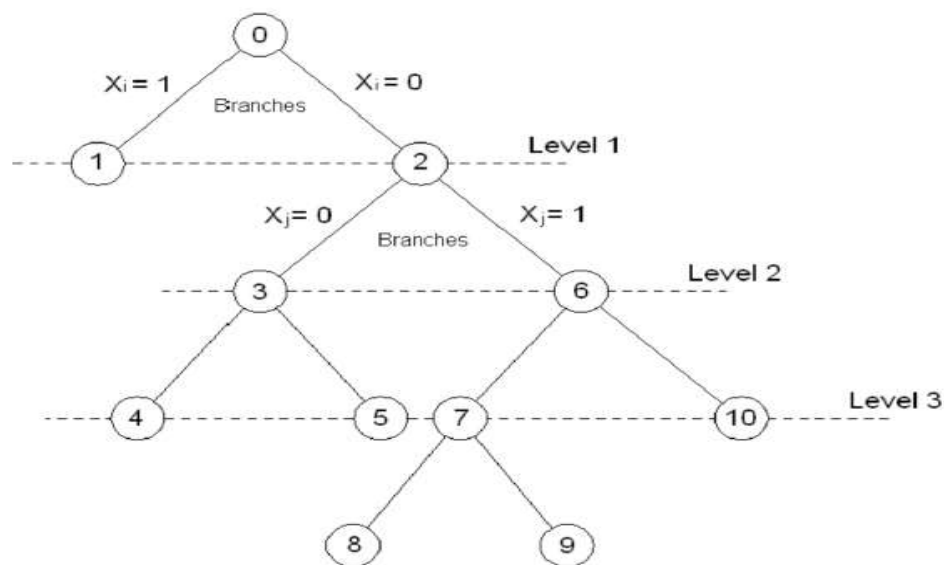 0
Xᵢ = 1
Xᵢ = 0
Branches
1
2
Level 1
Xⱼ = 0
Xⱼ = 1
Branches
3
6
Level 2
4
5
7
10
Level 3
8
9